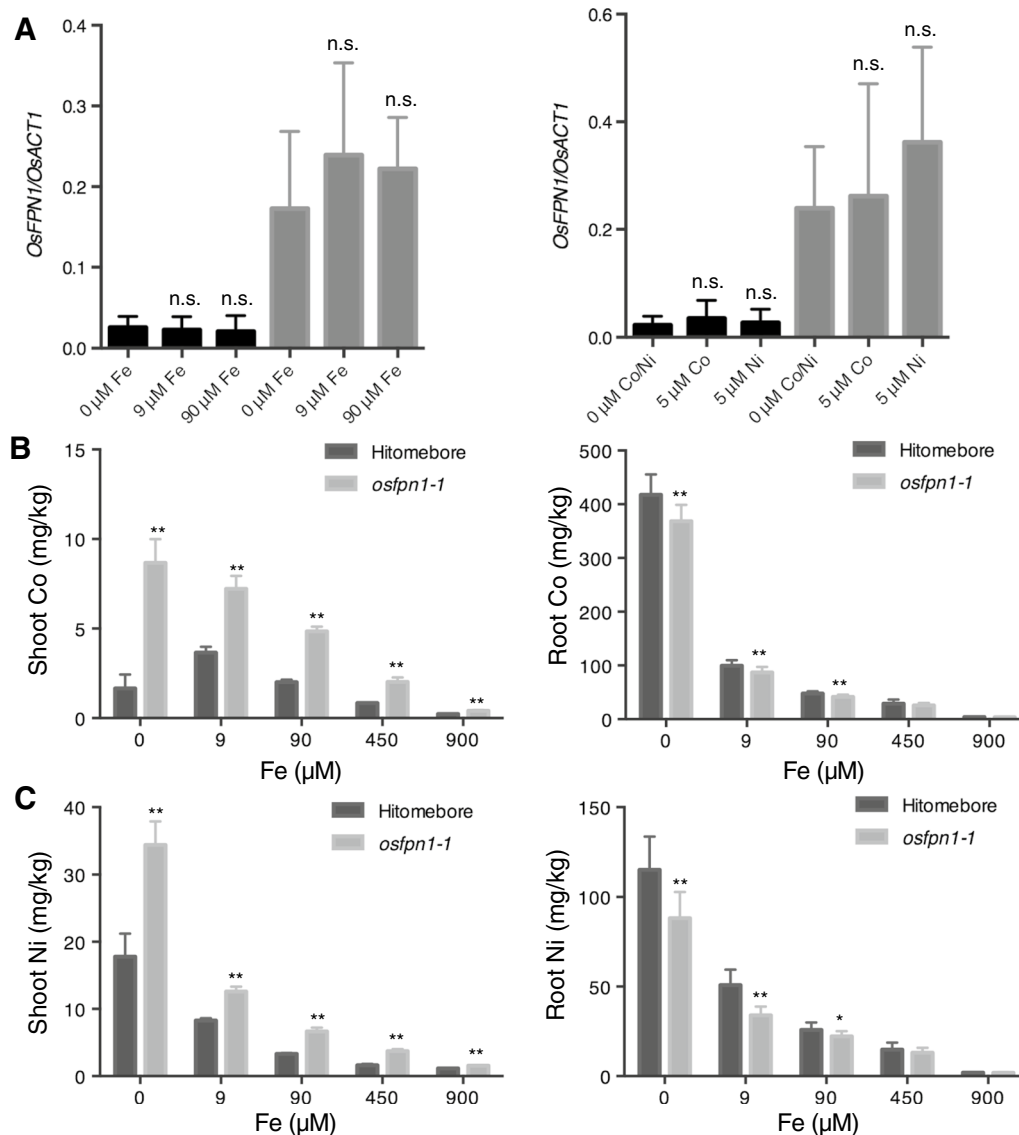 A
OsFPN1/OsACT1
0.4
0.3
0.2
0.1
0.0
n.s.
n.s.
n.s.
n.s.
0 µM Fe
9 µM Fe
90 µM Fe
0 µM Fe
9 µM Fe
90 µM Fe
OsFPN1/OsACT1
0.6
0.4
0.2
0.0
n.s.
n.s.
n.s.
n.s.
0 µM Co/Ni
5 µM Co
5 µM Ni
0 µM Co/Ni
5 µM Co
5 µM Ni
B
Shoot Co (mg/kg)
15
10
5
0
Hitomebore
osfpn1-1
**
**
**
**
**
0 9 90 450 900
Fe (µM)
Root Co (mg/kg)
500
400
300
200
100
0
Hitomebore
osfpn1-1
**
**
**
0 9 90 450 900
Fe (µM)
C
Shoot Ni (mg/kg)
40
30
20
10
0
Hitomebore
osfpn1-1
**
**
**
**
**
0 9 90 450 900
Fe (µM)
Root Ni (mg/kg)
150
100
50
0
Hitomebore
osfpn1-1
**
**
*
0 9 90 450 900
Fe (µM)